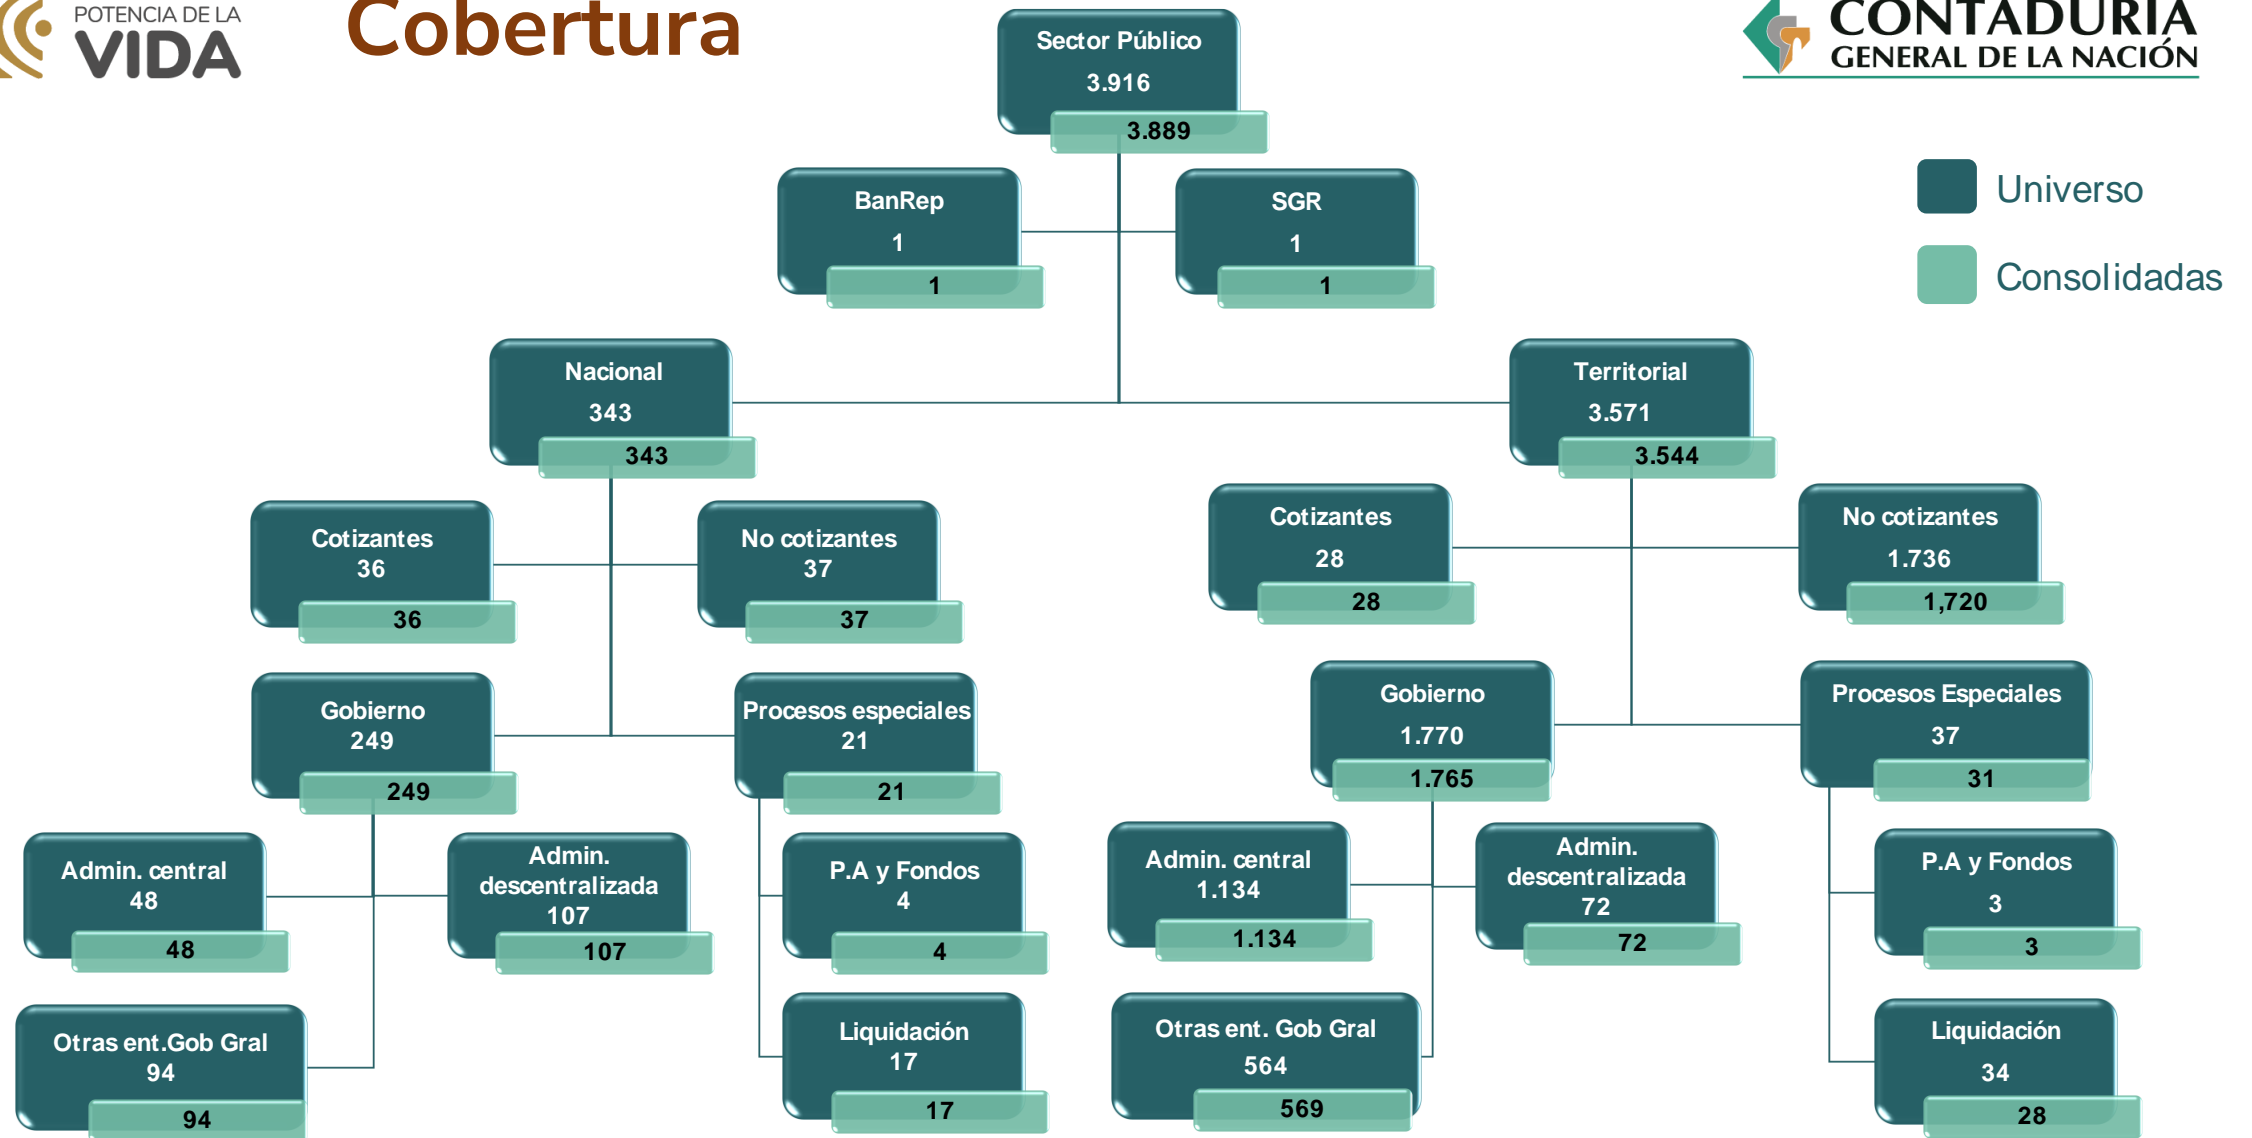 POTENCIA DE LA
VIDA
Cobertura
CONTADURÍA
GENERAL DE LA NACIÓN
Sector Público
3.916
3.889
Universo
Consolidadas
BanRep
1
1
SGR
1
1
Nacional
343
343
Territorial
3.571
3.544
Cotizantes
36
36
No cotizantes
37
37
Cotizantes
28
28
No cotizantes
1.736
1,720
Gobierno
249
249
Procesos especiales
21
21
Gobierno
1.770
1.765
Procesos Especiales
37
31
Admin. central
48
48
Admin.
descentralizada
107
107
P.A y Fondos
4
4
Admin. central
1.134
1.134
Admin.
descentralizada
72
72
P.A y Fondos
3
3
Otras ent.Gob Gral
94
94
Liquidación
17
17
Otras ent. Gob Gral
564
569
Liquidación
34
28